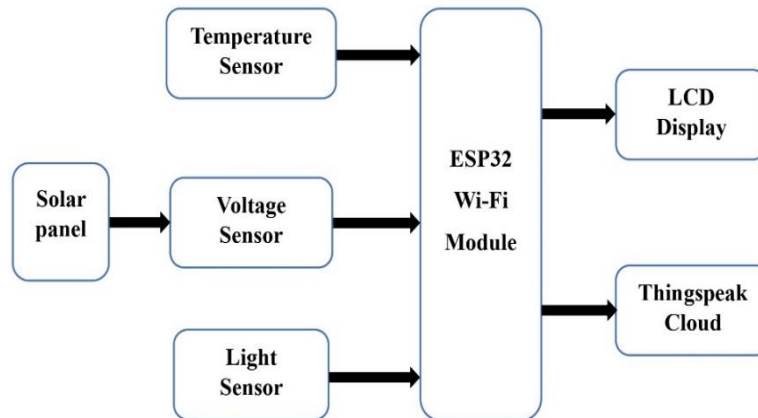 Temperature
Sensor
Solar
panel
Voltage
Sensor
Light
Sensor
ESP32
Wi-Fi
Module
LCD
Display
Thingspeak
Cloud